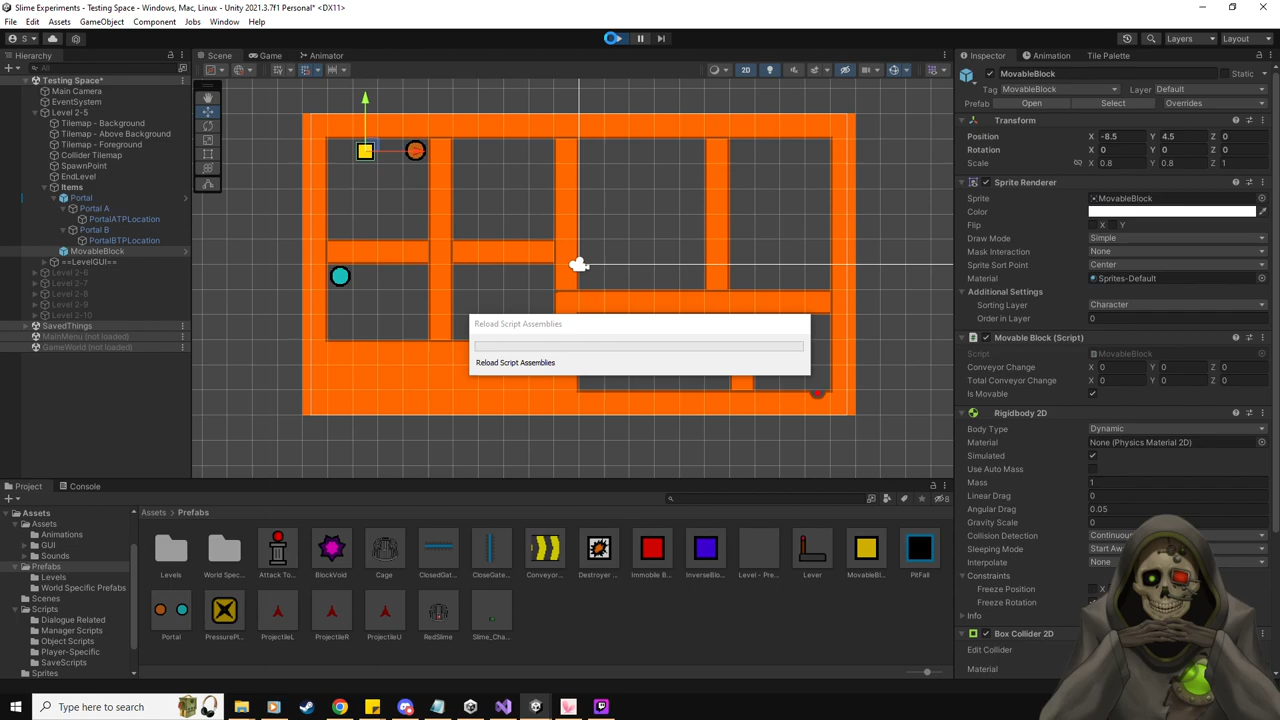 Slime Experiments - Testing Space - Windows, Mac, Linux - Unity 2021.3.7f1 Personal* <DX11>
File Edit Assets GameObject Component Jobs Window Help
S
Layers Layout
Hierarchy
All
Scene Game Animator
Inspector Animation Tile Palette
Testing Space*
Main Camera
EventSystem
Level 2-5
Tilemap - Background
Tilemap - Above Background
Tilemap - Foreground
Collider Tilemap
SpawnPoint
EndLevel
Items
Portal
Portal A
PortalATPLocation
Portal B
PortalBTPLocation
MovableBlock
==LevelGUI==
Level 2-6
Level 2-7
Level 2-8
Level 2-9
Level 2-10
SavedThings
MainMenu (not loaded)
GameWorld (not loaded)
2D
Reload Script Assemblies
Reload Script Assemblies
MovableBlock Static
Tag MovableBlock Layer Default
Prefab Open Select Overrides
Transform
Position X -8.5 Y 4.5 Z 0
Rotation X 0 Y 0 Z 0
Scale X 0.8 Y 0.8 Z 1
Sprite Renderer
Sprite MovableBlock
Color
Flip X Y
Draw Mode Simple
Mask Interaction None
Sprite Sort Point Center
Material Sprites-Default
Additional Settings
Sorting Layer Character
Order in Layer 0
Movable Block (Script)
Script MovableBlock
Conveyor Change X 0 Y 0 Z 0
Total Conveyor Change X 0 Y 0 Z 0
Is Movable
Rigidbody 2D
Body Type Dynamic
Material None (Physics Material 2D)
Simulated
Use Auto Mass
Mass 1
Linear Drag 0
Angular Drag 0.05
Gravity Scale 0
Collision Detection Continuous
Sleeping Mode
Interpolate None
Constraints
Freeze Position
Freeze Rotation
Info
Box Collider 2D
Edit Collider
Material
Project Console
8
Assets
Assets
Animations
GUI
Sounds
Prefabs
Levels
World Specific Prefabs
Scenes
Scripts
Dialogue Related
Manager Scripts
Object Scripts
Player-Specific
SaveScripts
Sprites
Assets > Prefabs
Levels World Spec... Attack To... BlockVoid Cage ClosedGat... CloseGate... Conveyor... Destroyer ... Immobile B... InverseBlo... Level - Pre... Lever MovableBl... PitFall
Portal PressurePl... ProjectileL ProjectileR ProjectileU RedSlime Slime_Cha...
Type here to search